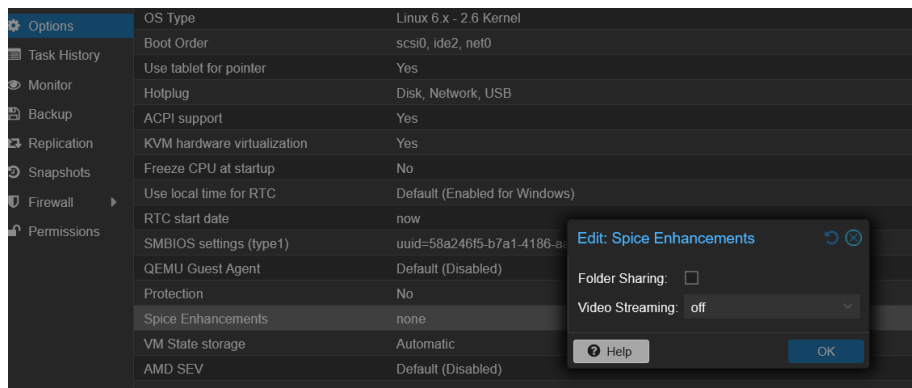 Options
Task History
Monitor
Backup
Replication
Snapshots
Firewall
Permissions
OS Type Linux 6.x - 2.6 Kernel
Boot Order scsi0, ide2, net0
Use tablet for pointer Yes
Hotplug Disk, Network, USB
ACPI support Yes
KVM hardware virtualization Yes
Freeze CPU at startup No
Use local time for RTC Default (Enabled for Windows)
RTC start date now
SMBIOS settings (type1) uuid=58a246f5-b7a1-4186-aa
QEMU Guest Agent Default (Disabled)
Protection No
Spice Enhancements none
VM State storage Automatic
AMD SEV Default (Disabled)
Edit: Spice Enhancements
Folder Sharing:
Video Streaming: off
Help
OK